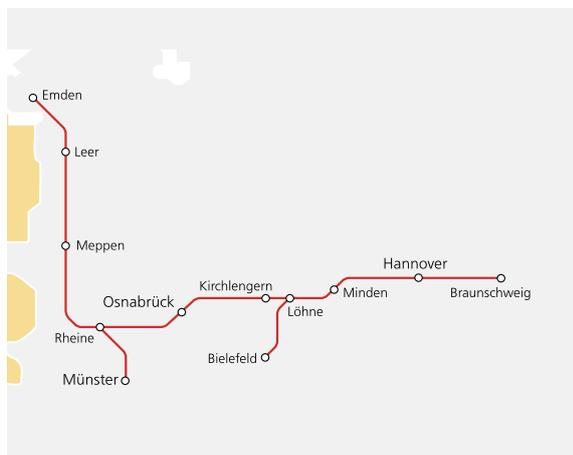 Emden
Leer
Meppen
Hannover
Kirchlengern
Minden
Braunschweig
Osnabrück
Löhne
Rheine
Bielefeld
Münster